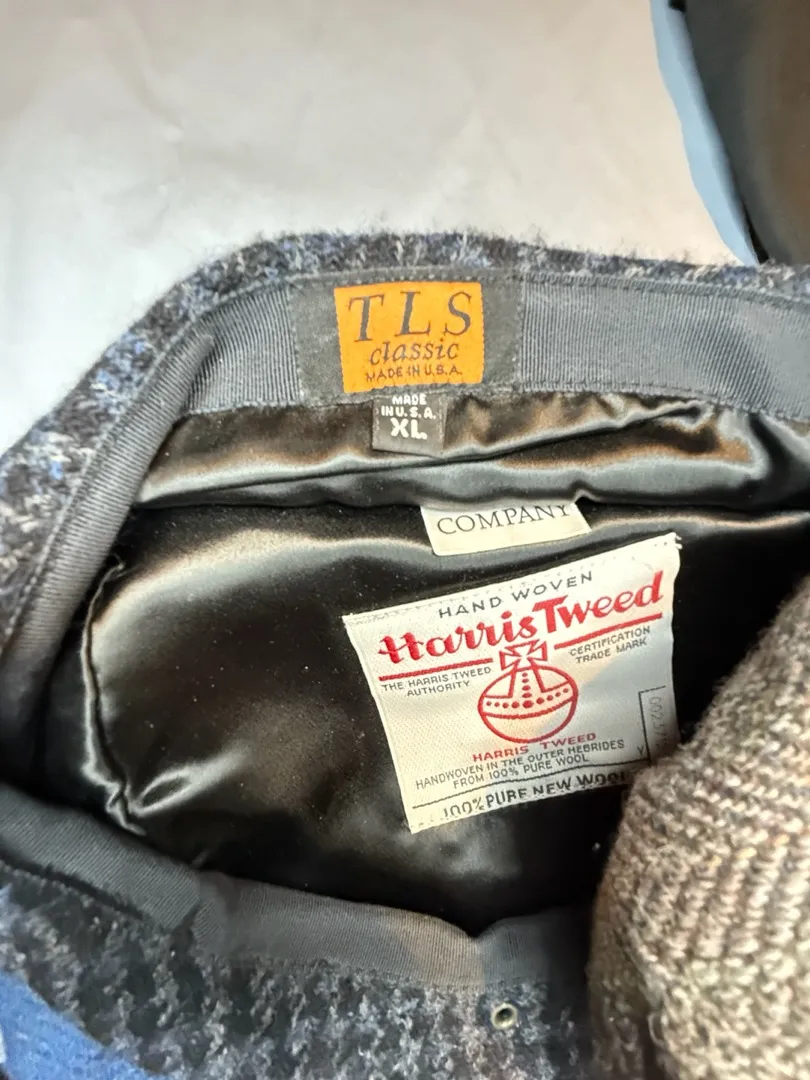 TLS
classic
MADE IN U.S.A.
MADE
IN U.S.A.
XL
COMPANY
HAND WOVEN
Harris Tweed
THE HARRIS TWEED
AUTHORITY
CERTIFICATION
TRADE MARK
HARRIS TWEED
HANDWOVEN IN THE OUTER HEBRIDES
FROM 100% PURE WOOL
100% PURE NEW WOOL